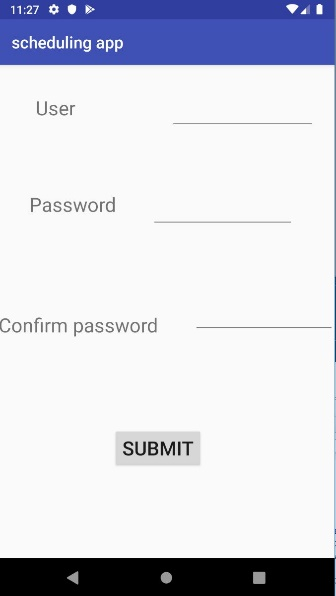 11:27
scheduling app
User
Password
Confirm password
SUBMIT